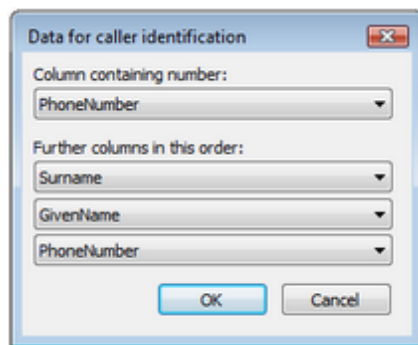 Data for caller identification
Column containing number:
PhoneNumber
Further columns in this order:
Surname
GivenName
PhoneNumber
OK Cancel